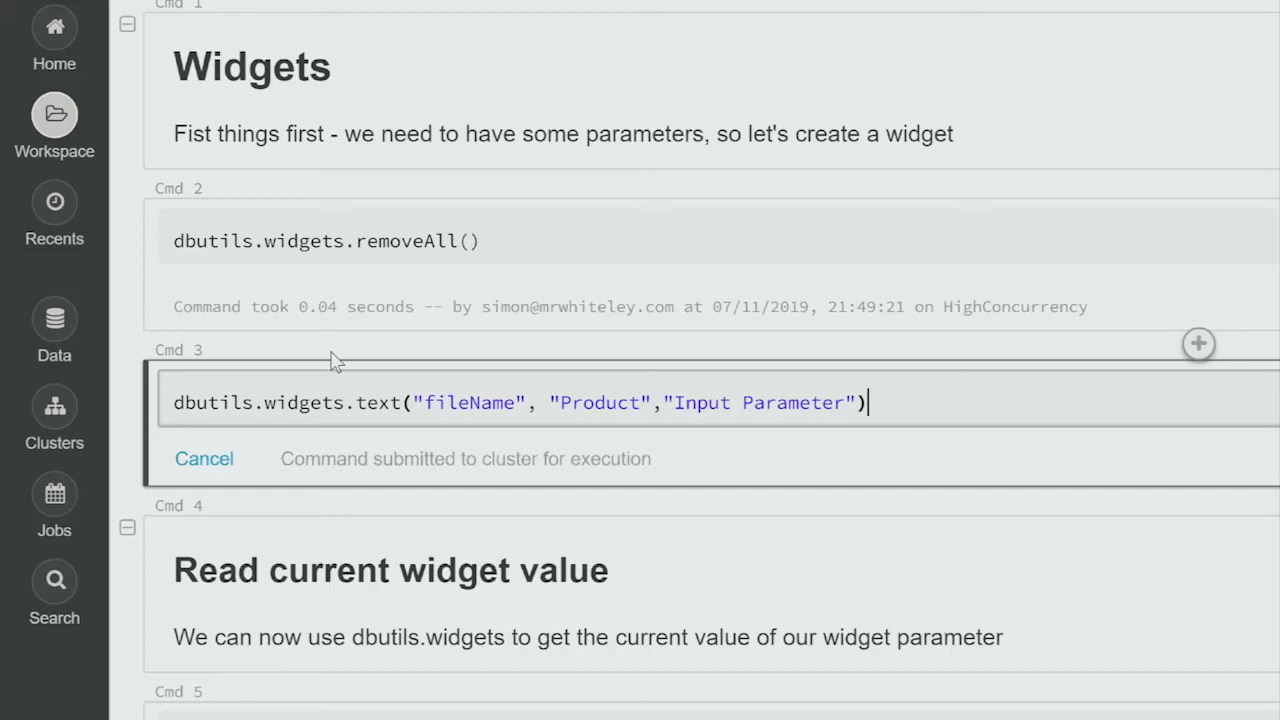 Cmd 1
Home
Widgets
Fist things first - we need to have some parameters, so let's create a widget
Workspace
Cmd 2
Recents
dbutils.widgets.removeAll()
Command took 0.04 seconds -- by simon@mrwhiteley.com at 07/11/2019, 21:49:21 on HighConcurrency
Data
Cmd 3
dbutils.widgets.text("fileName", "Product","Input Parameter")
Clusters
Cancel Command submitted to cluster for execution
Cmd 4
Jobs
Read current widget value
Search
We can now use dbutils.widgets to get the current value of our widget parameter
Cmd 5